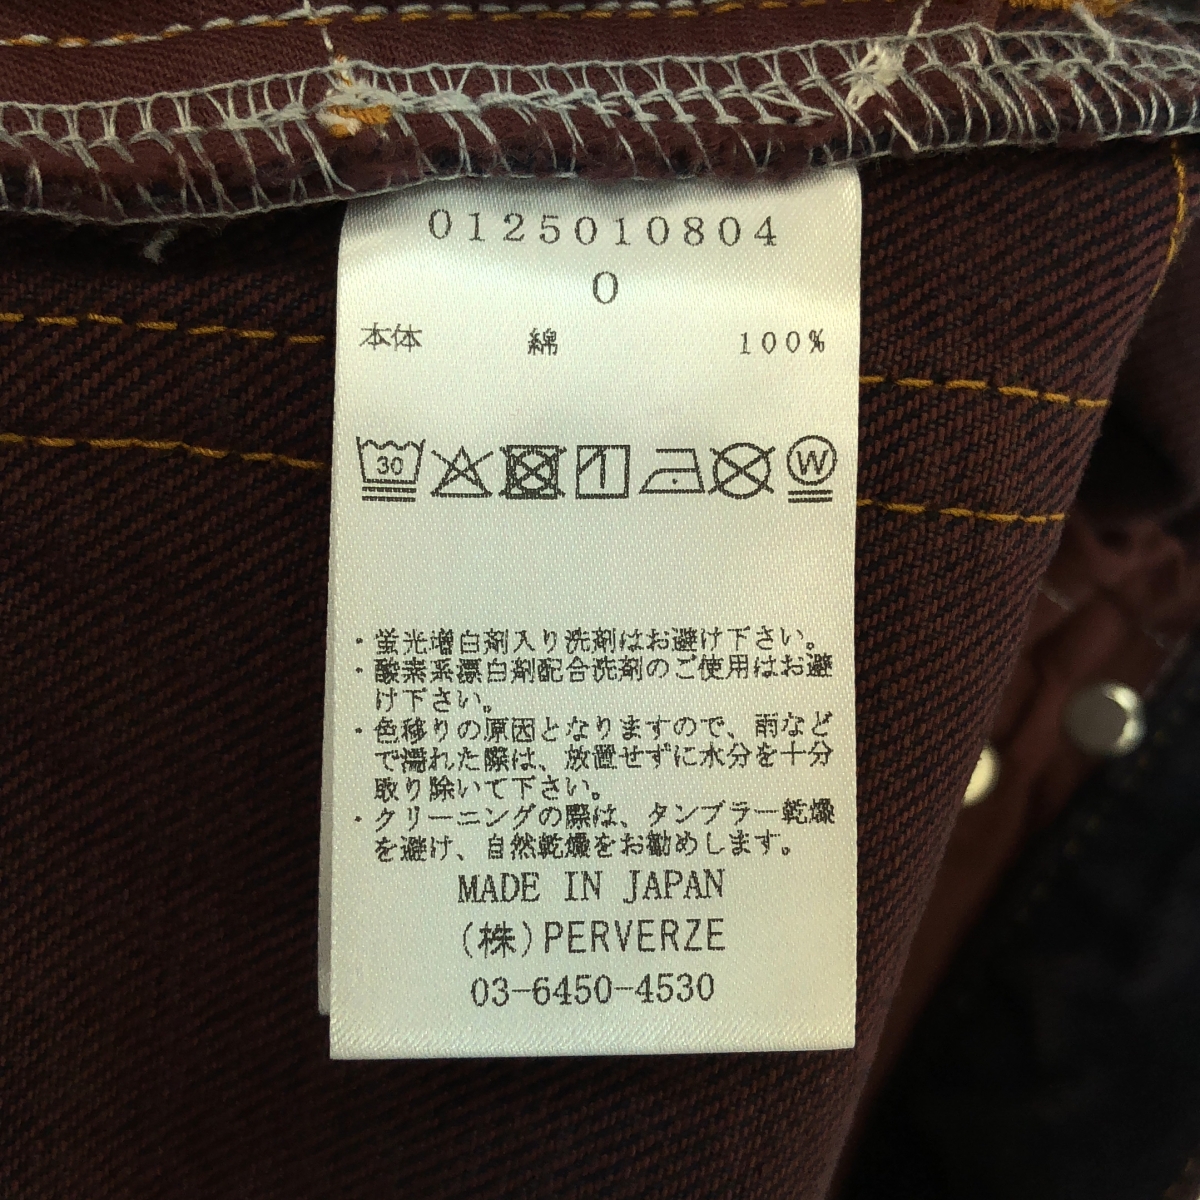 0125010804
0
本体 綿 100%
30
W
・蛍光増白剤入り洗剤はお避け下さい。
・酸素系漂白剤配合洗剤のご使用はお避
け下さい。
・色移りの原因となりますので、雨など
で濡れた際は、放置せずに水分を十分
取り除いて下さい。
・クリーニングの際は、タンブラー乾燥
を避け、自然乾燥をお勧めします。
MADE IN JAPAN
(株)PERVERZE
03-6450-4530